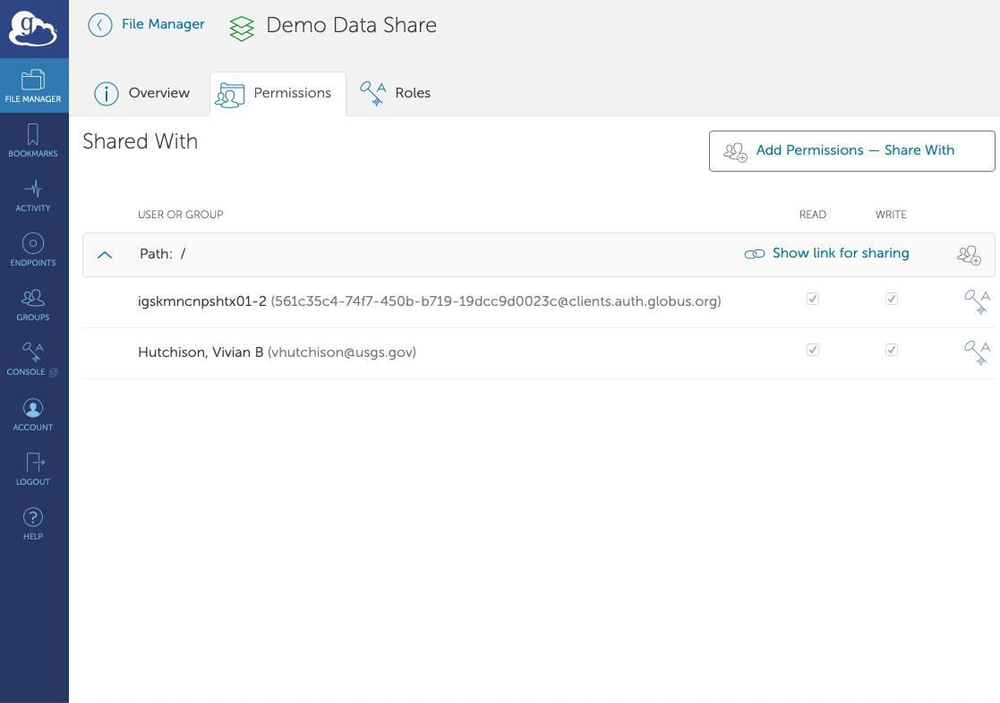 g
File Manager
Demo Data Share
Overview
Permissions
Roles
FILE MANAGER
BOOKMARKS
ACTIVITY
ENDPOINTS
GROUPS
CONSOLE
ACCOUNT
LOGOUT
HELP
Shared With
Add Permissions — Share With
USER OR GROUP READ WRITE
Path: / Show link for sharing
igskmncnpshtx01-2 (561c35c4-74f7-450b-b719-19dcc9d0023c@clients.auth.globus.org)
Hutchison, Vivian B (vhutchison@usgs.gov)